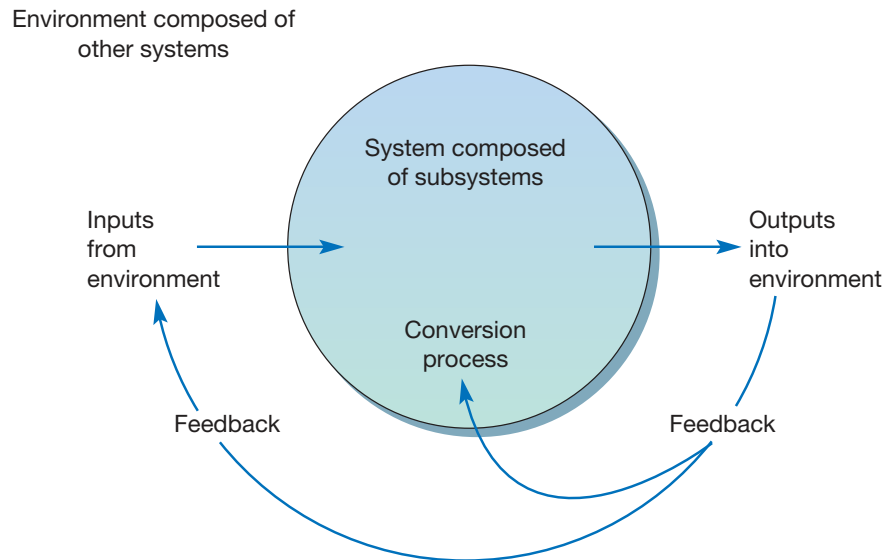 Environment composed of
other systems
System composed
of subsystems
Inputs
from
environment
Outputs
into
environment
Conversion
process
Feedback
Feedback